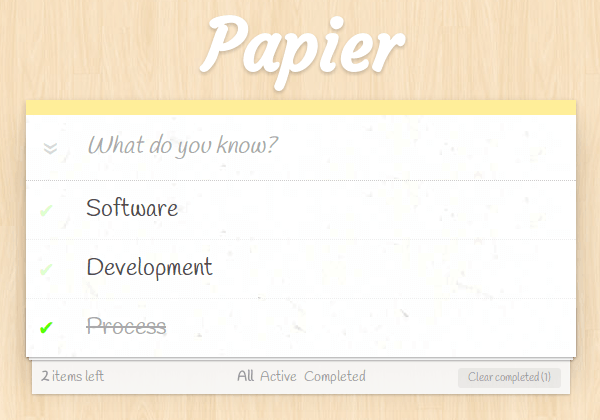 Papier
What do you know?
Software
Development
Process
2 items left All Active Completed Clear completed (1)